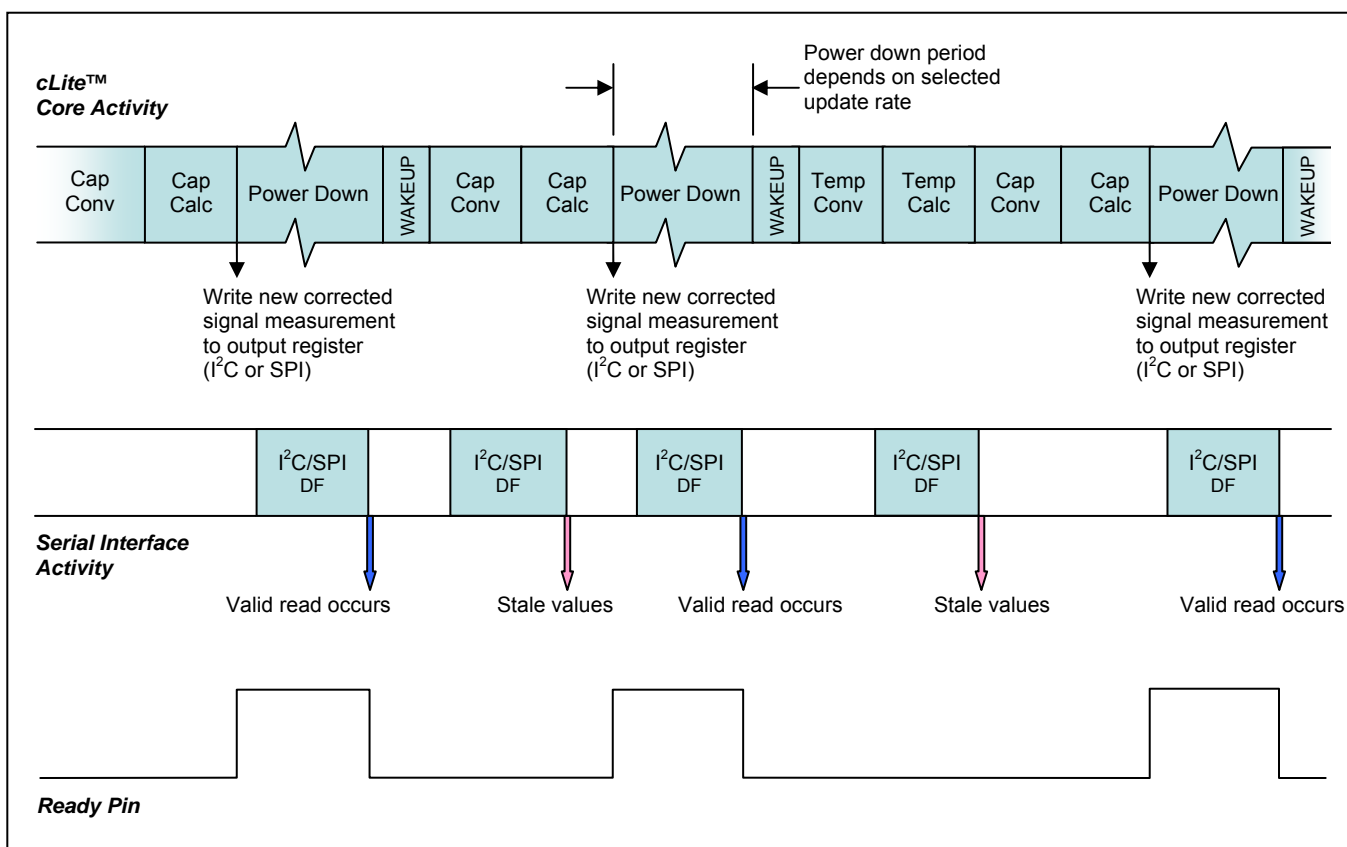 cLite™
Core Activity
Power down period
depends on selected
update rate
Cap
Conv
Cap
Calc
Power Down
WAKEUP
Cap
Conv
Cap
Calc
Power Down
WAKEUP
Temp
Conv
Temp
Calc
Cap
Conv
Cap
Calc
Power Down
WAKEUP
Write new corrected
signal measurement
to output register
(I²C or SPI)
Write new corrected
signal measurement
to output register
(I²C or SPI)
Write new corrected
signal measurement
to output register
(I²C or SPI)
I²C/SPI
DF
I²C/SPI
DF
I²C/SPI
DF
I²C/SPI
DF
I²C/SPI
DF
Serial Interface
Activity
Valid read occurs
Stale values
Valid read occurs
Stale values
Valid read occurs
Ready Pin